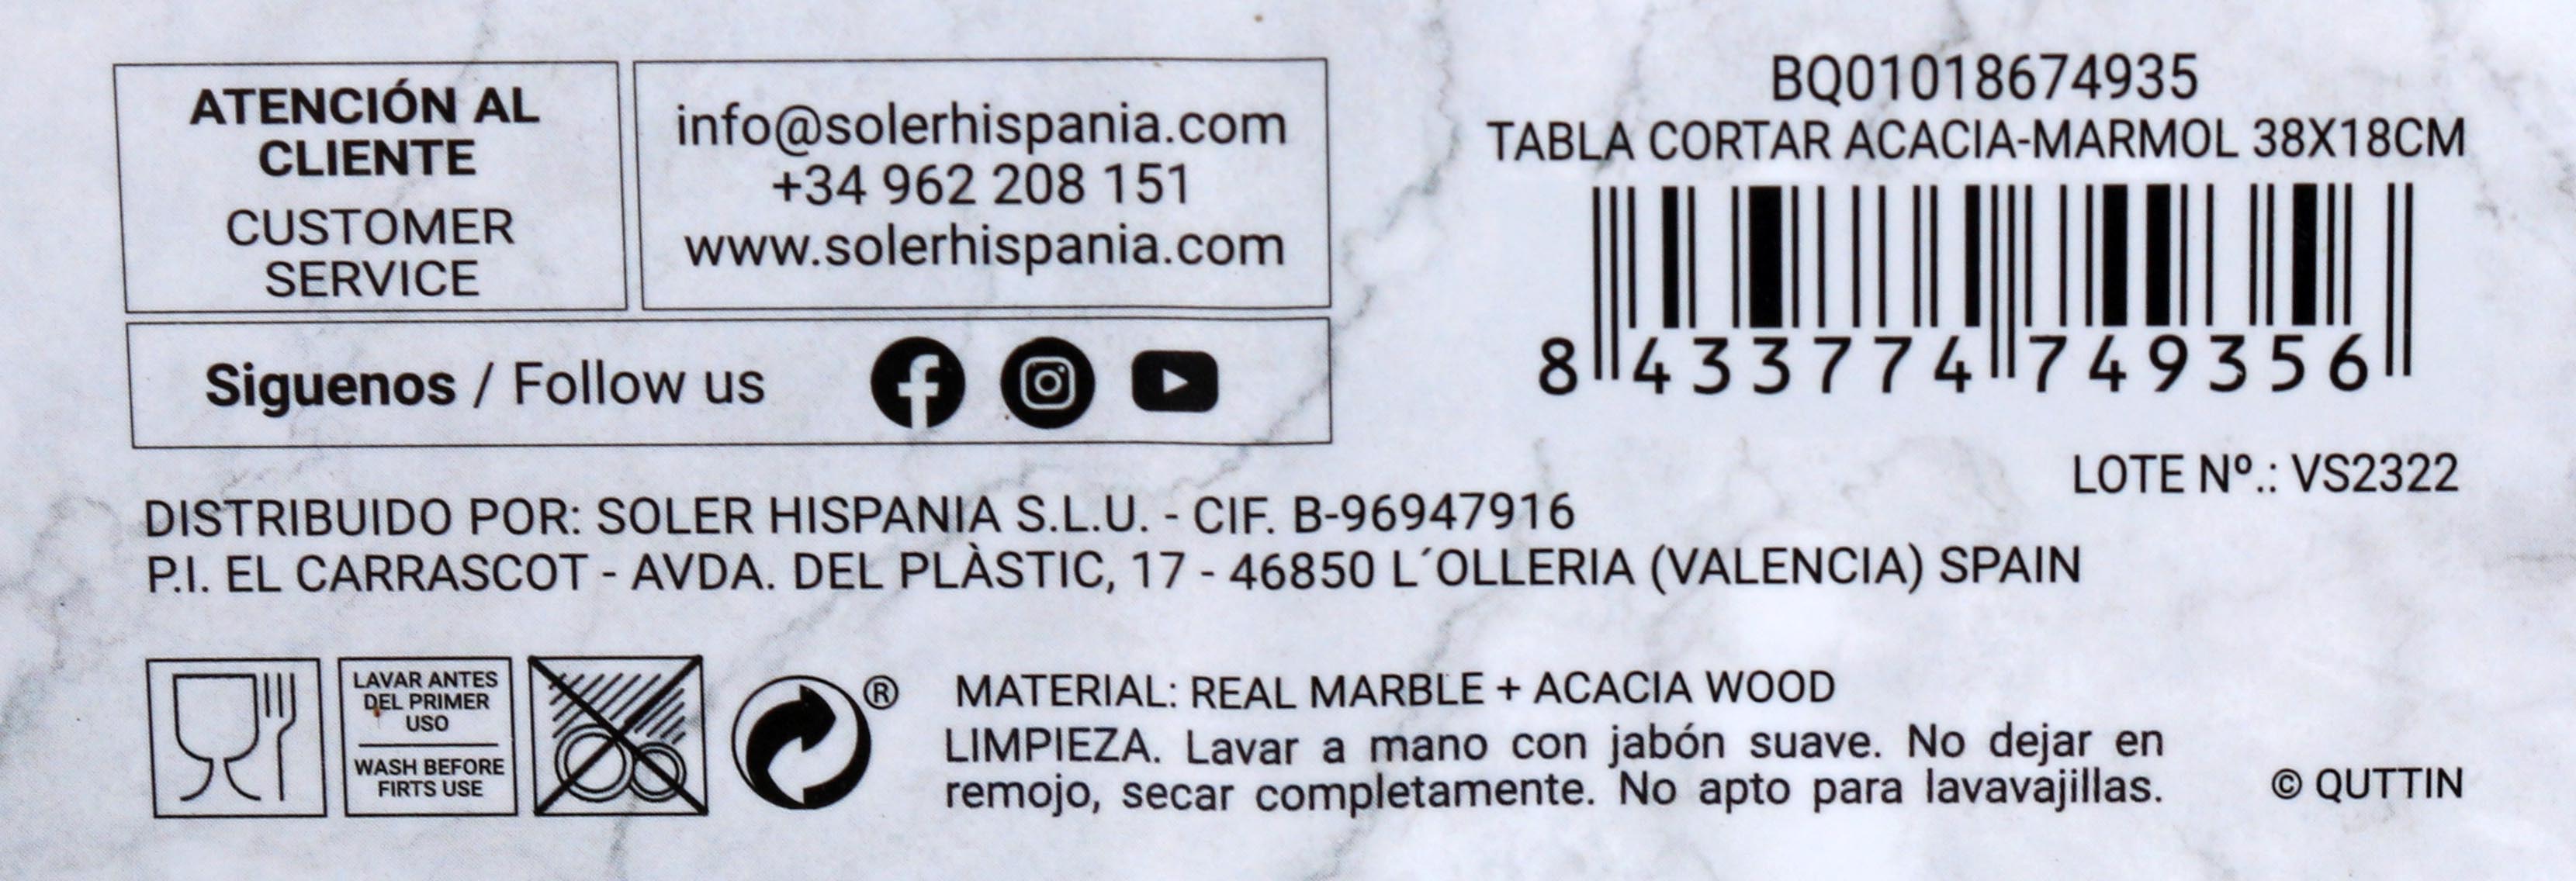 ATENCIÓN AL
CLIENTE
CUSTOMER
SERVICE
info@solerhispania.com
+34 962 208 151
www.solerhispania.com
Siguenos / Follow us
BQ01018674935
TABLA CORTAR ACACIA-MARMOL 38X18CM
8 433774 749356
LOTE Nº.: VS2322
DISTRIBUIDO POR: SOLER HISPANIA S.L.U. - CIF. B-96947916
P.I. EL CARRASCOT - AVDA. DEL PLÀSTIC, 17 - 46850 L´OLLERIA (VALENCIA) SPAIN
LAVAR ANTES
DEL PRIMER
USO
WASH BEFORE
FIRTS USE
®
MATERIAL: REAL MARBLE + ACACIA WOOD
LIMPIEZA. Lavar a mano con jabón suave. No dejar en
remojo, secar completamente. No apto para lavavajillas.
© QUTTIN